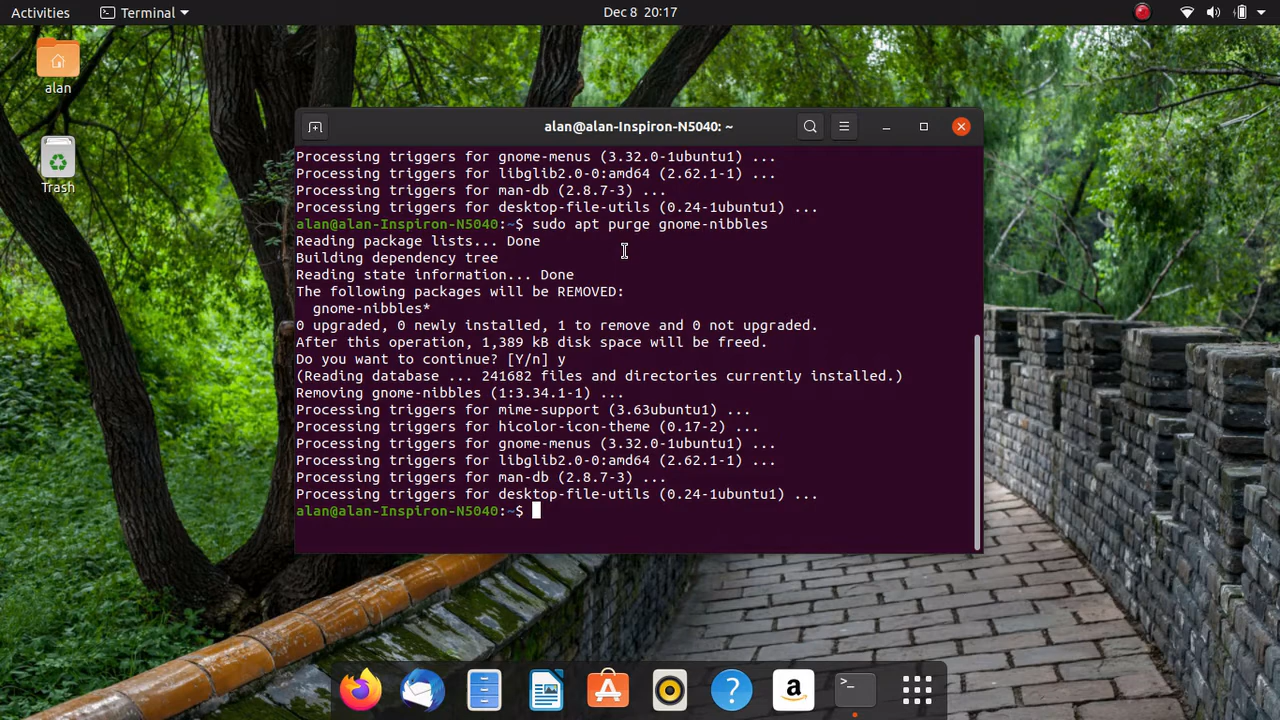 Activities
Terminal
Dec 8 20:17
alan
Trash
alan@alan-Inspiron-N5040: ~
Processing triggers for gnome-menus (3.32.0-1ubuntu1) ...
Processing triggers for libglib2.0-0:amd64 (2.62.1-1) ...
Processing triggers for man-db (2.8.7-3) ...
Processing triggers for desktop-file-utils (0.24-1ubuntu1) ...
alan@alan-Inspiron-N5040:~$ sudo apt purge gnome-nibbles
Reading package lists... Done
Building dependency tree
Reading state information... Done
The following packages will be REMOVED:
  gnome-nibbles*
0 upgraded, 0 newly installed, 1 to remove and 0 not upgraded.
After this operation, 1,389 kB disk space will be freed.
Do you want to continue? [Y/n] y
(Reading database ... 241682 files and directories currently installed.)
Removing gnome-nibbles (1:3.34.1-1) ...
Processing triggers for mime-support (3.63ubuntu1) ...
Processing triggers for hicolor-icon-theme (0.17-2) ...
Processing triggers for gnome-menus (3.32.0-1ubuntu1) ...
Processing triggers for libglib2.0-0:amd64 (2.62.1-1) ...
Processing triggers for man-db (2.8.7-3) ...
Processing triggers for desktop-file-utils (0.24-1ubuntu1) ...
alan@alan-Inspiron-N5040:~$